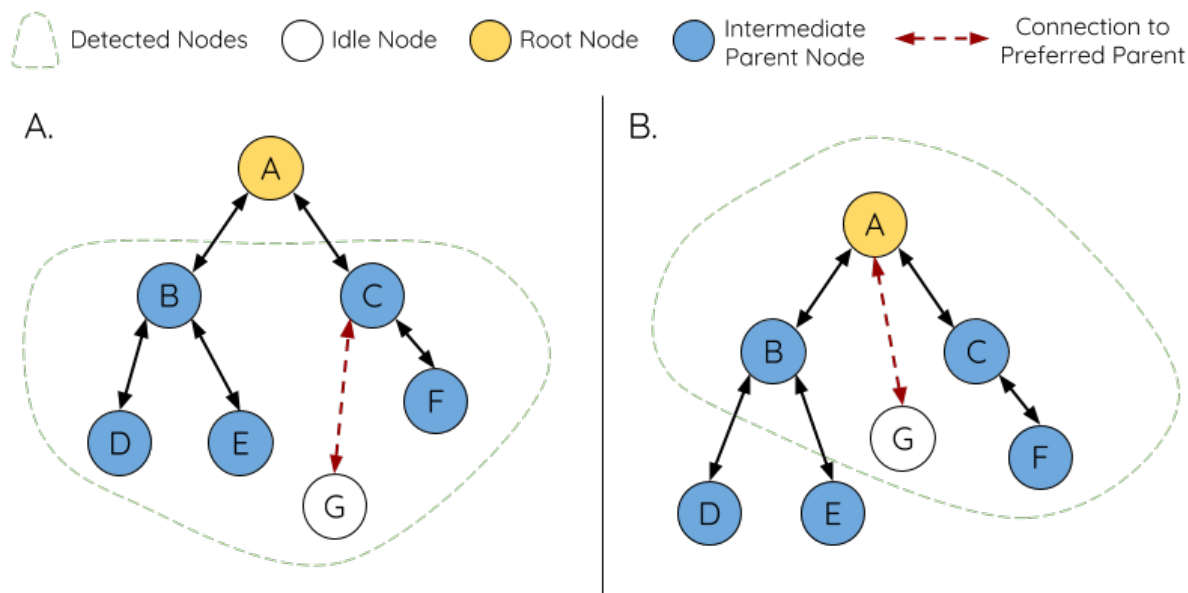 Detected Nodes
Idle Node
Root Node
Intermediate
Parent Node
Connection to
Preferred Parent
A.
A
B
C
D
E
F
G
B.
A
B
C
G
F
D
E